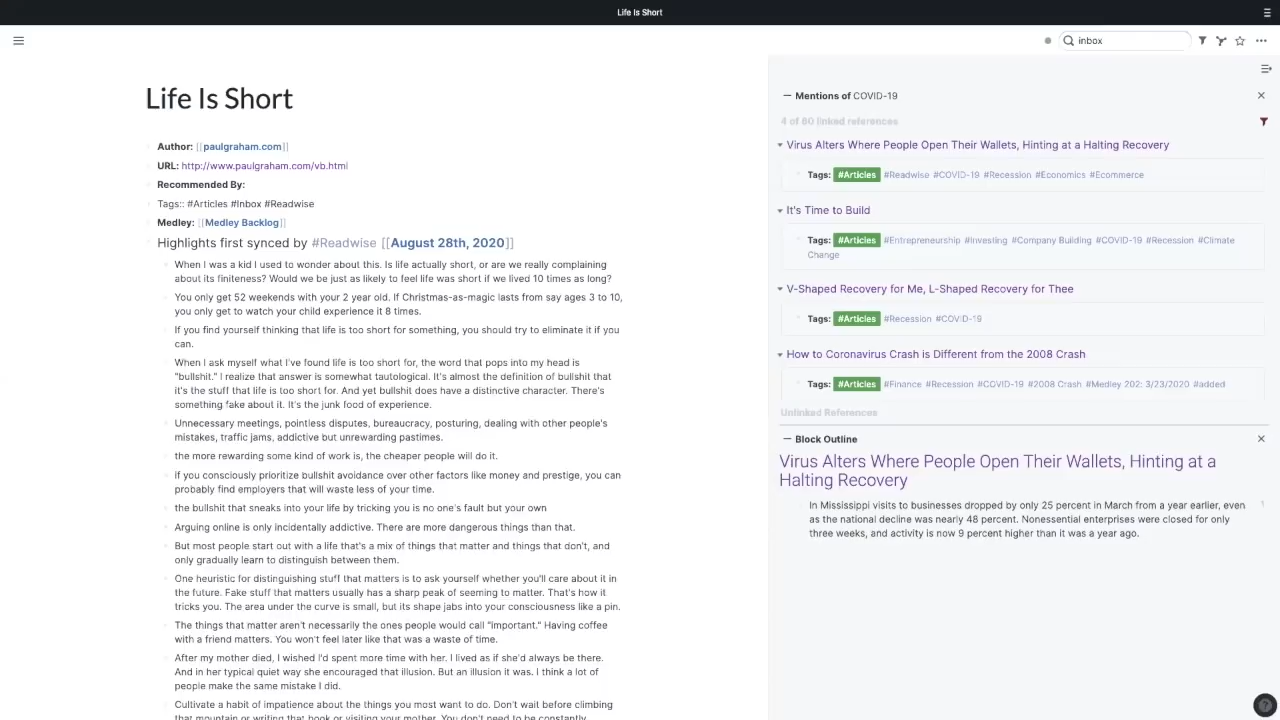 Life Is Short
inbox
Life Is Short
Author: [[paulgraham.com]]
URL: http://www.paulgraham.com/vb.html
Recommended By:
Tags:: #Articles #Inbox #Readwise
Medley: [[Medley Backlog]]
Highlights first synced by #Readwise [[August 28th, 2020]]
When I was a kid I used to wonder about this. Is life actually short, or are we really complaining
about its finiteness? Would we be just as likely to feel life was short if we lived 10 times as long?
You only get 52 weekends with your 2 year old. If Christmas-as-magic lasts from say ages 3 to 10,
you only get to watch your child experience it 8 times.
If you find yourself thinking that life is too short for something, you should try to eliminate it if you
can.
When I ask myself what I've found life is too short for, the word that pops into my head is
"bullshit." I realize that answer is somewhat tautological. It's almost the definition of bullshit that
it's the stuff that life is too short for. And yet bullshit does have a distinctive character. There's
something fake about it. It's the junk food of experience.
Unnecessary meetings, pointless disputes, bureaucracy, posturing, dealing with other people's
mistakes, traffic jams, addictive but unrewarding pastimes.
the more rewarding some kind of work is, the cheaper people will do it.
if you consciously prioritize bullshit avoidance over other factors like money and prestige, you can
probably find employers that will waste less of your time.
the bullshit that sneaks into your life by tricking you is no one's fault but your own
Arguing online is only incidentally addictive. There are more dangerous things than that.
But most people start out with a life that's a mix of things that matter and things that don't, and
only gradually learn to distinguish between them.
One heuristic for distinguishing stuff that matters is to ask yourself whether you'll care about it in
the future. Fake stuff that matters usually has a sharp peak of seeming to matter. That's how it
tricks you. The area under the curve is small, but its shape jabs into your consciousness like a pin.
The things that matter aren't necessarily the ones people would call "important." Having coffee
with a friend matters. You won't feel later like that was a waste of time.
After my mother died, I wished I'd spent more time with her. I lived as if she'd always be there.
And in her typical quiet way she encouraged that illusion. But an illusion it was. I think a lot of
people make the same mistake I did.
Cultivate a habit of impatience about the things you most want to do. Don't wait before climbing
that mountain or writing that book or visiting your mother. You don't need to be constantly
Mentions of COVID-19
4 of 80 linked references
Virus Alters Where People Open Their Wallets, Hinting at a Halting Recovery
Tags: #Articles #Readwise #COVID-19 #Recession #Economics #Ecommerce
It's Time to Build
Tags: #Articles #Entrepreneurship #Investing #Company Building #COVID-19 #Recession #Climate
Change
V-Shaped Recovery for Me, L-Shaped Recovery for Thee
Tags: #Articles #Recession #COVID-19
How to Coronavirus Crash is Different from the 2008 Crash
Tags: #Articles #Finance #Recession #COVID-19 #2008 Crash #Medley 202: 3/23/2020 #added
Unlinked References
Block Outline
Virus Alters Where People Open Their Wallets, Hinting at a
Halting Recovery
In Mississippi visits to businesses dropped by only 25 percent in March from a year earlier, even 1
as the national decline was nearly 48 percent. Nonessential enterprises were closed for only
three weeks, and activity is now 9 percent higher than it was a year ago.
?